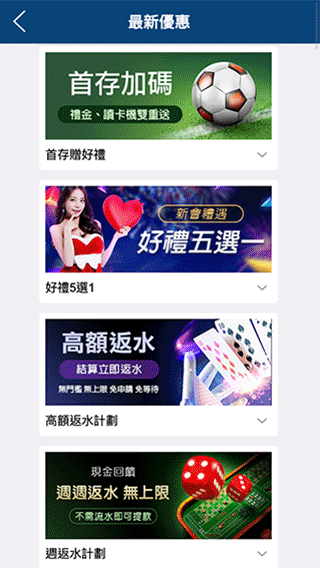 最新優惠
首存加碼
禮金、讀卡機雙重送
首存贈好禮
新會禮遇
好禮五選一
好禮5選1
高額返水
結算立即返水
無門檻 無上限 免申請 免等待
高額返水計劃
現金回饋
週週返水 無上限
不需流水即可提款
週返水計劃